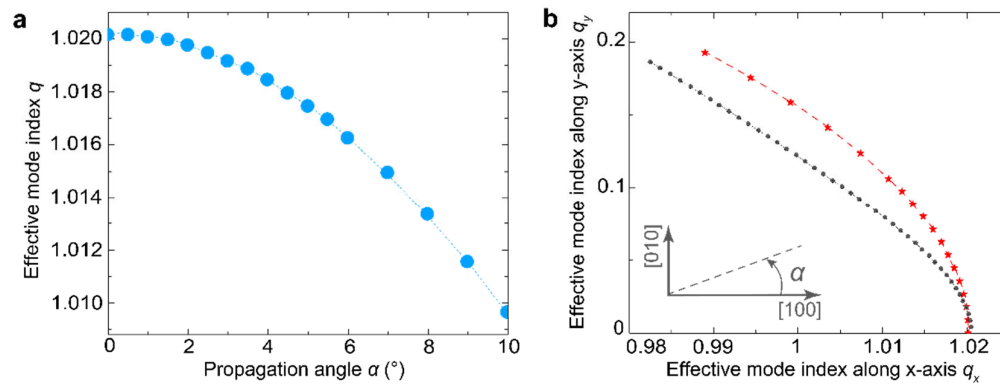 a
Effective mode index q
1.020
1.018
1.016
1.014
1.012
1.010
0 2 4 6 8 10
Propagation angle α (°)
b
Effective mode index along y-axis q_y
0.2
0.1
0
[010]
α
[100]
0.98 0.99 1 1.01 1.02
Effective mode index along x-axis q_x